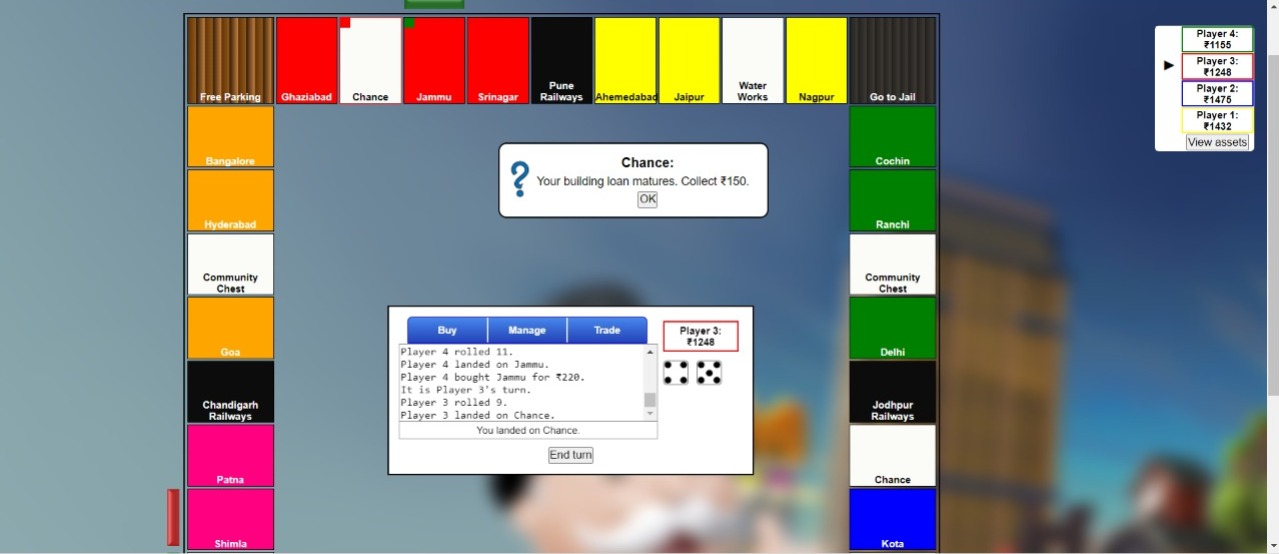 Free Parking
Ghaziabad
Chance
Jammu
Srinagar
Pune
Railways
Ahemedabad
Jaipur
Water
Works
Nagpur
Go to Jail
Player 4:
₹1155
Player 3:
₹1248
Player 2:
₹1475
Player 1:
₹1432
View assets
Bangalore
Hyderabad
Community
Chest
Goa
Chandigarh
Railways
Patna
Shimla
Chance:
Your building loan matures. Collect ₹150.
OK
Buy
Manage
Trade
Player 4 rolled 11.
Player 4 landed on Jammu.
Player 4 bought Jammu for ₹220.
It is Player 3's turn.
Player 3 rolled 9.
Player 3 landed on Chance.
You landed on Chance.
End turn
Player 3:
₹1248
Cochin
Ranchi
Community
Chest
Delhi
Jodhpur
Railways
Chance
Kota